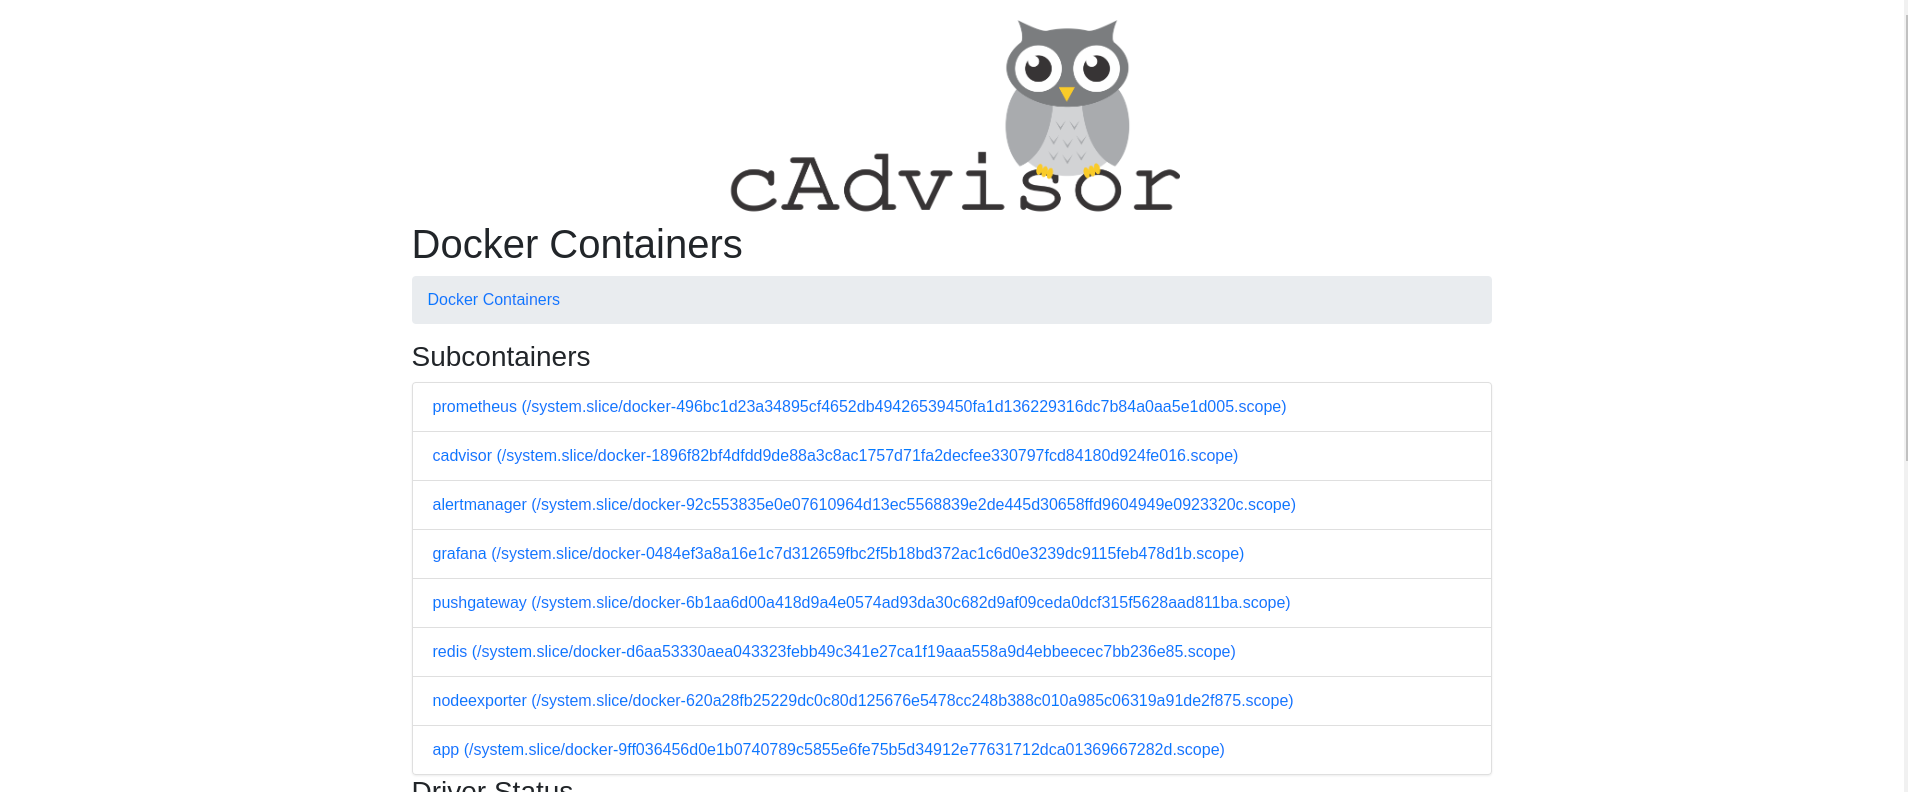 cAdvisor
Docker Containers
Docker Containers
Subcontainers
prometheus (/system.slice/docker-496bc1d23a34895cf4652db49426539450fa1d136229316dc7b84a0aa5e1d005.scope)
cadvisor (/system.slice/docker-1896f82bf4dfdd9de88a3c8ac1757d71fa2decfee330797fcd84180d924fe016.scope)
alertmanager (/system.slice/docker-92c553835e0e07610964d13ec5568839e2de445d30658ffd9604949e0923320c.scope)
grafana (/system.slice/docker-0484ef3a8a16e1c7d312659fbc2f5b18bd372ac1c6d0e3239dc9115feb478d1b.scope)
pushgateway (/system.slice/docker-6b1aa6d00a418d9a4e0574ad93da30c682d9af09ceda0dcf315f5628aad811ba.scope)
redis (/system.slice/docker-d6aa53330aea043323febb49c341e27ca1f19aaa558a9d4ebbeecec7bb236e85.scope)
nodeexporter (/system.slice/docker-620a28fb25229dc0c80d125676e5478cc248b388c010a985c06319a91de2f875.scope)
app (/system.slice/docker-9ff036456d0e1b0740789c5855e6fe75b5d34912e77631712dca01369667282d.scope)
Driver Status